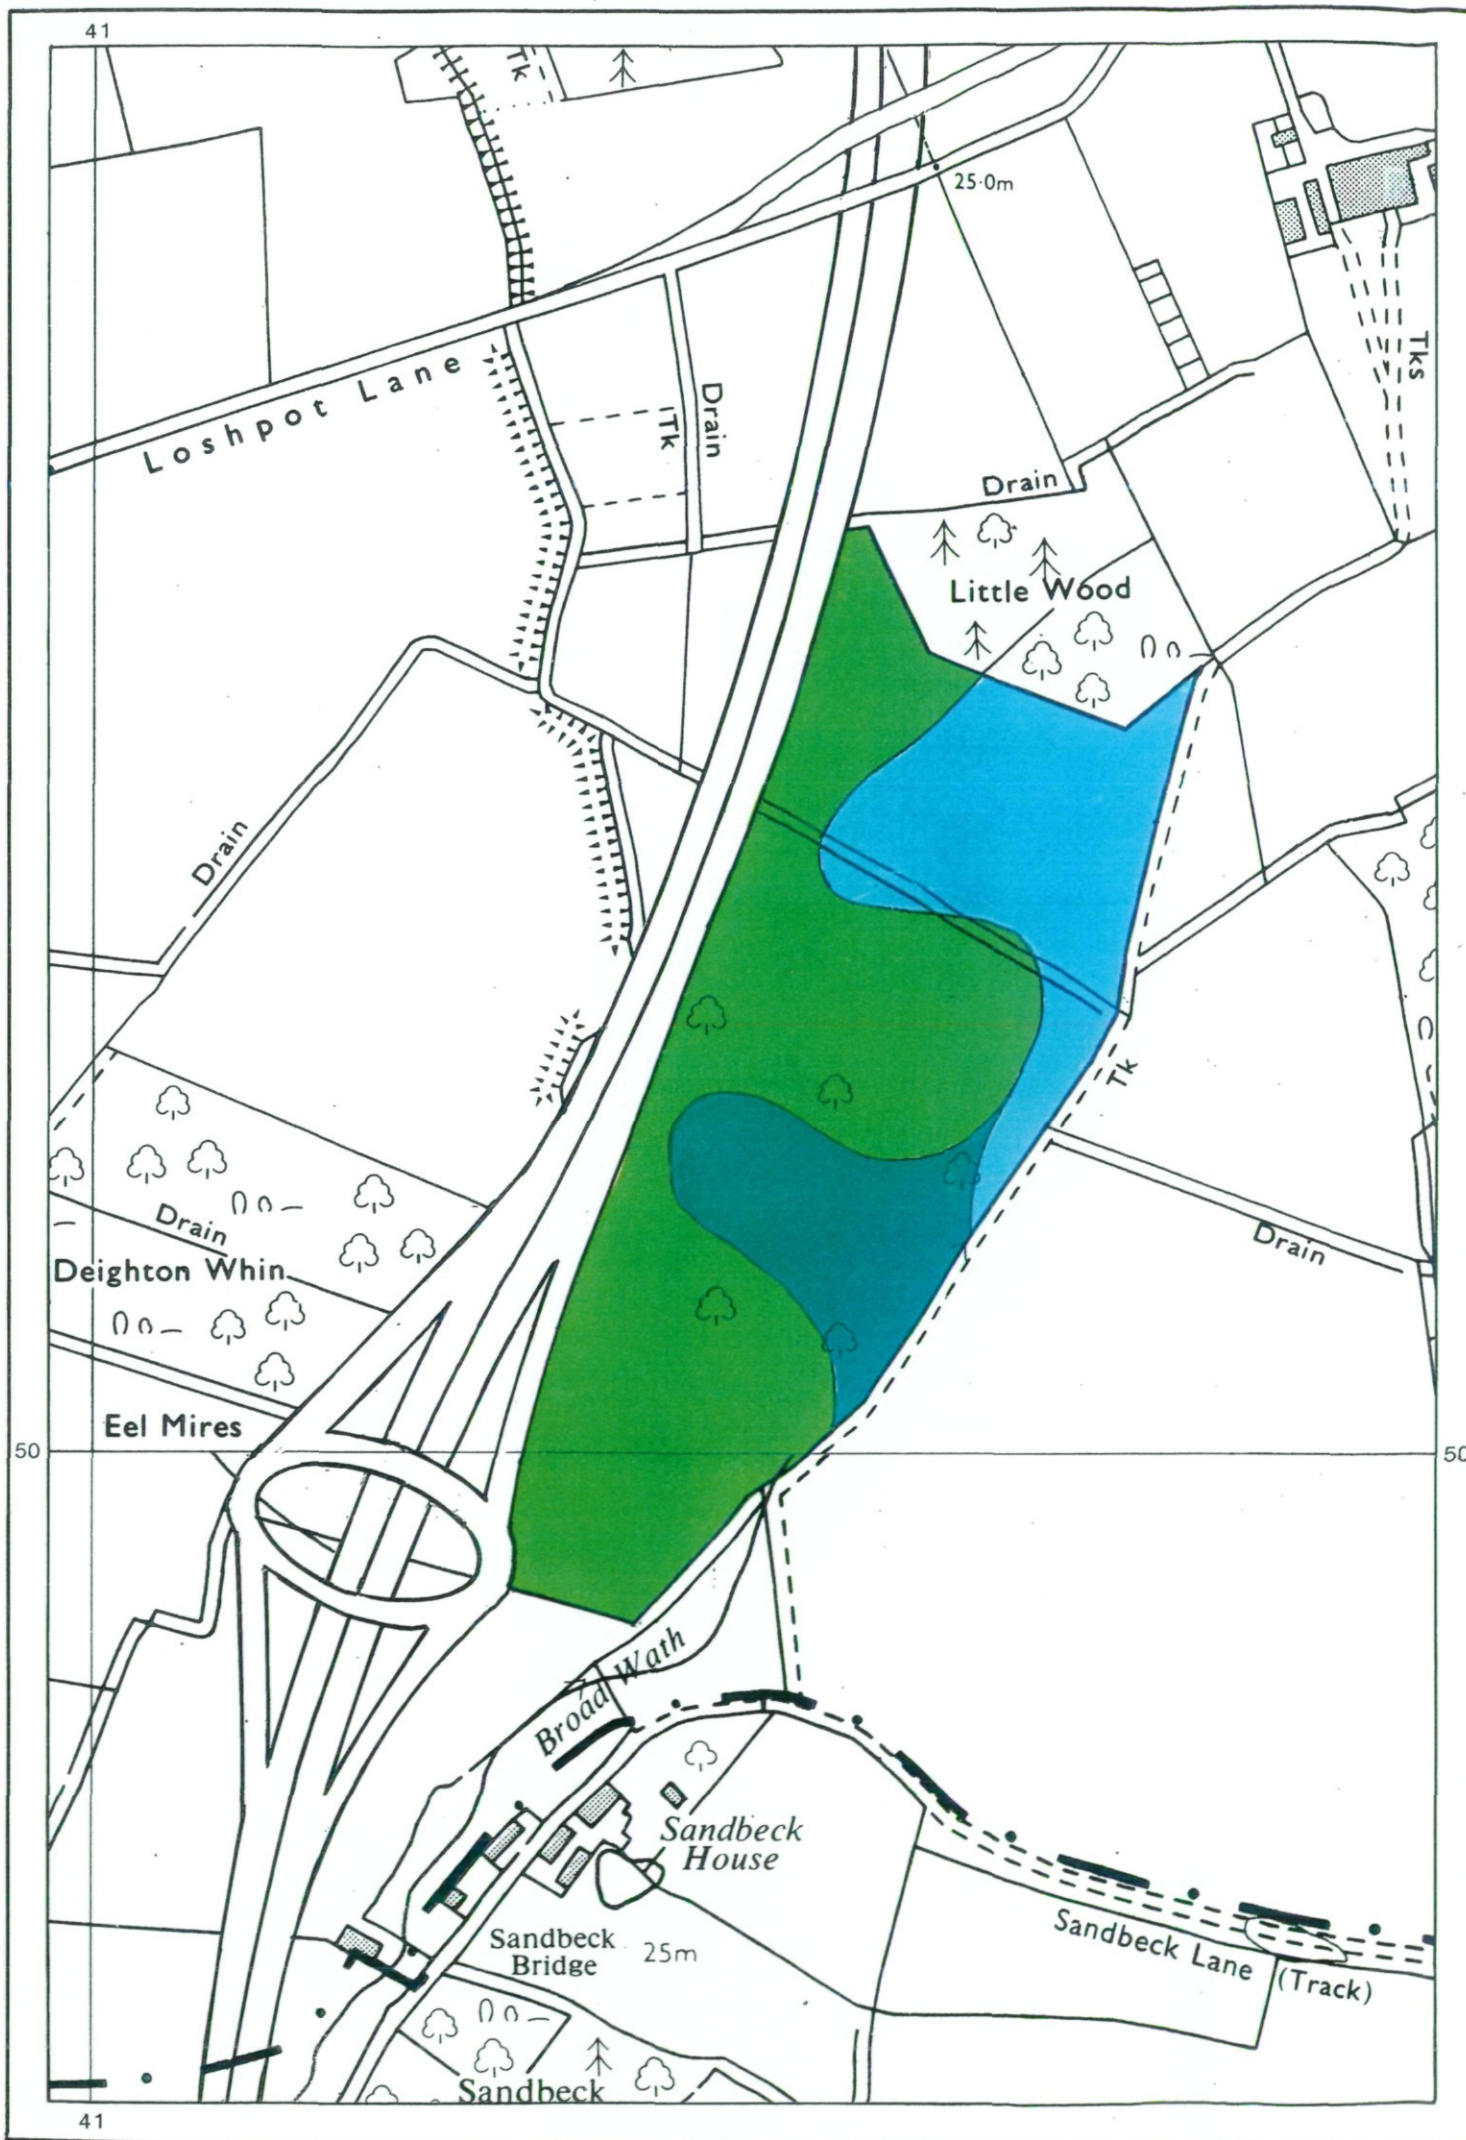 41
Tk
25·0m
Loshpot Lane
Tk
Drain
Tks
Drain
Little Wood
Drain
Tk
Drain
Deighton Whin
Drain
Eel Mires
50
50
Broad Wath
Sandbeck
House
Sandbeck
Bridge
25m
Sandbeck Lane (Track)
Sandbeck
41